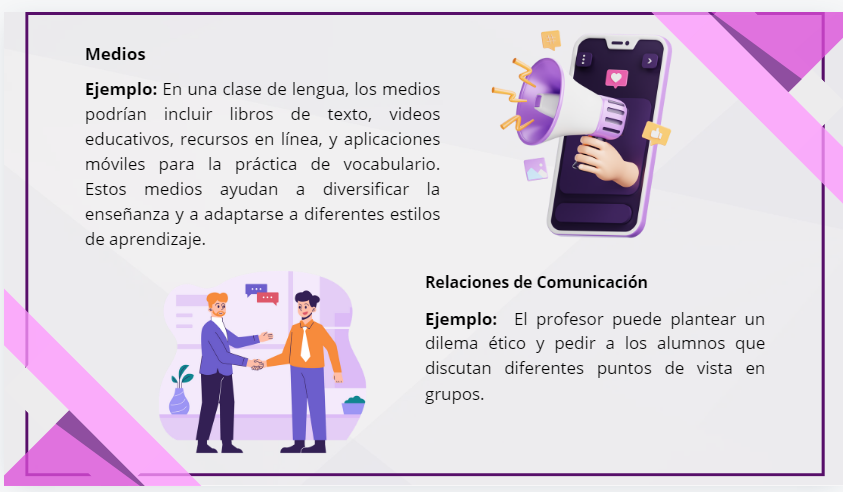 Medios
Ejemplo: En una clase de lengua, los medios
podrían incluir libros de texto, videos
educativos, recursos en línea, y aplicaciones
móviles para la práctica de vocabulario.
Estos medios ayudan a diversificar la
enseñanza y a adaptarse a diferentes estilos
de aprendizaje.
Relaciones de Comunicación
Ejemplo: El profesor puede plantear un
dilema ético y pedir a los alumnos que
discutan diferentes puntos de vista en
grupos.